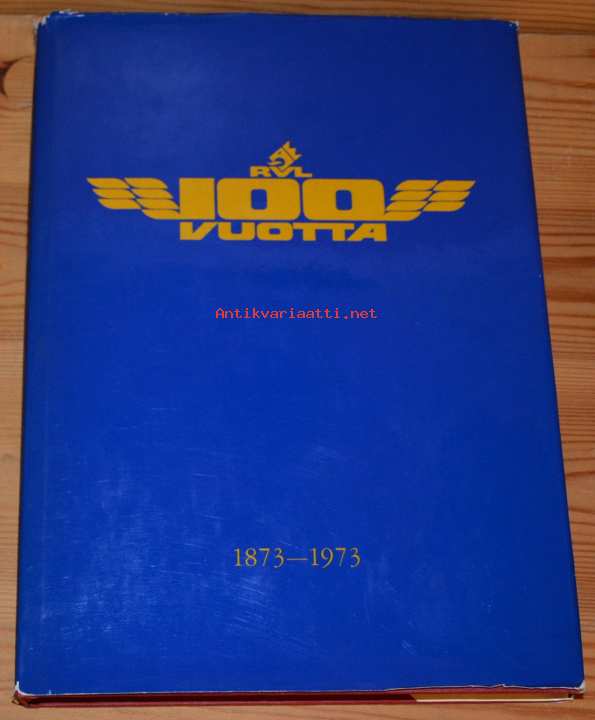 RVL
100
VUOTTA
Antikvariaatti.net
1873—1973